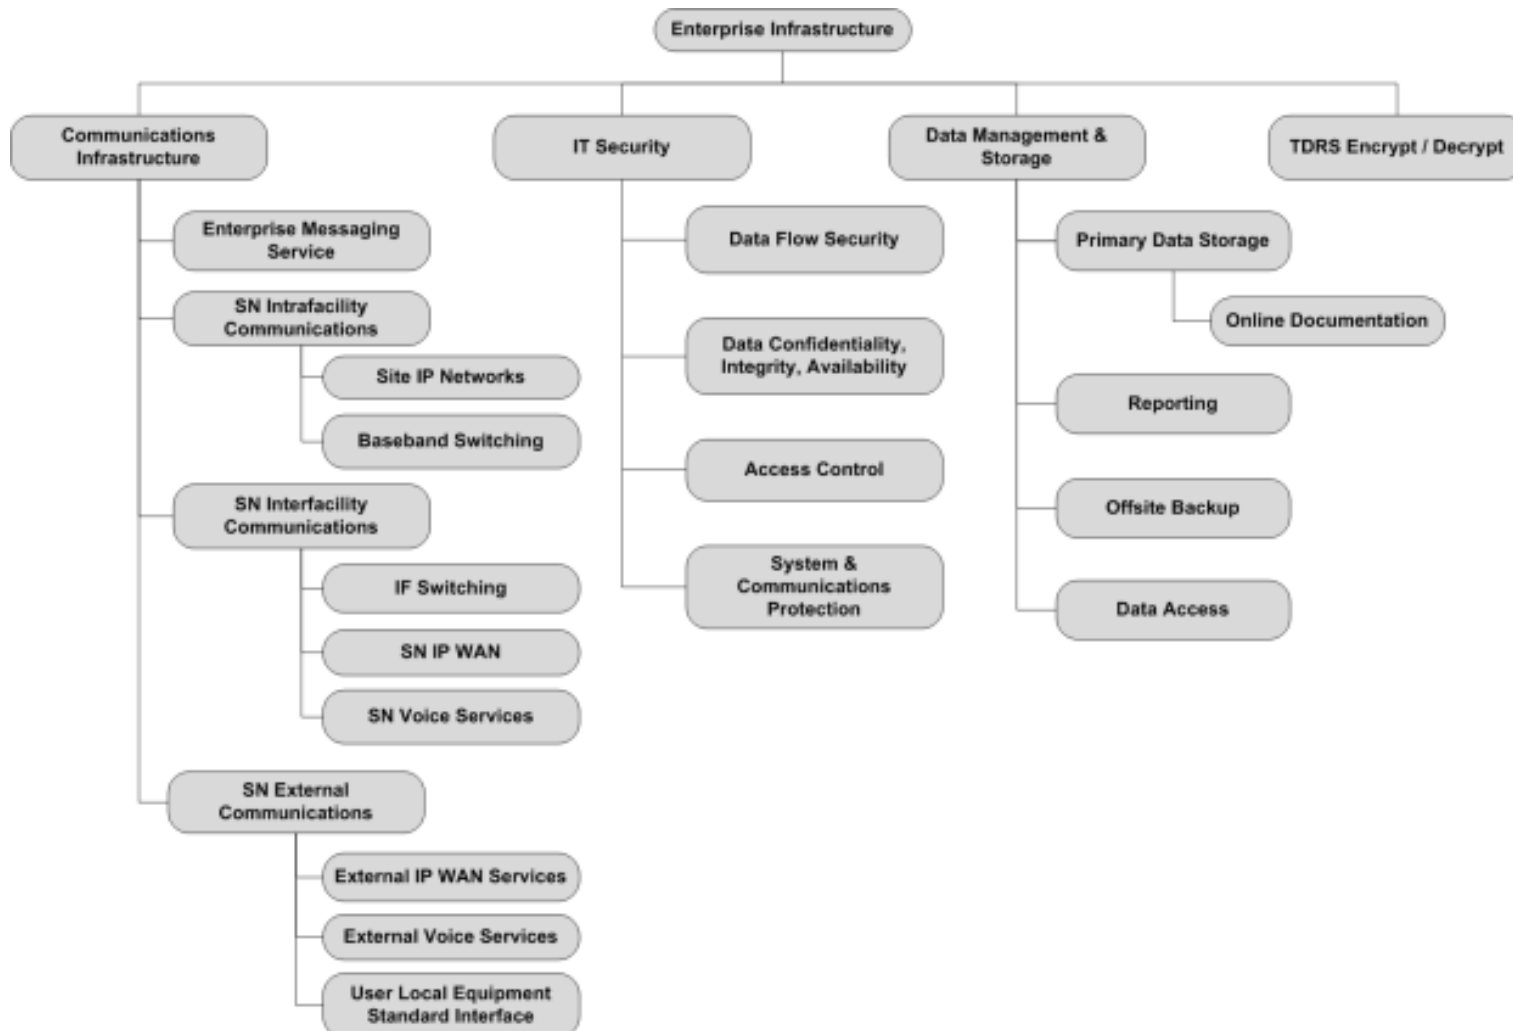 Enterprise Infrastructure
Communications
Infrastructure
Enterprise Messaging
Service
SN Intrafacility
Communications
Site IP Networks
Baseband Switching
SN Interfacility
Communications
IF Switching
SN IP WAN
SN Voice Services
SN External
Communications
External IP WAN Services
External Voice Services
User Local Equipment
Standard Interface
IT Security
Data Flow Security
Data Confidentiality,
Integrity, Availability
Access Control
System &
Communications
Protection
Data Management &
Storage
Primary Data Storage
Online Documentation
Reporting
Offsite Backup
Data Access
TDRS Encrypt / Decrypt